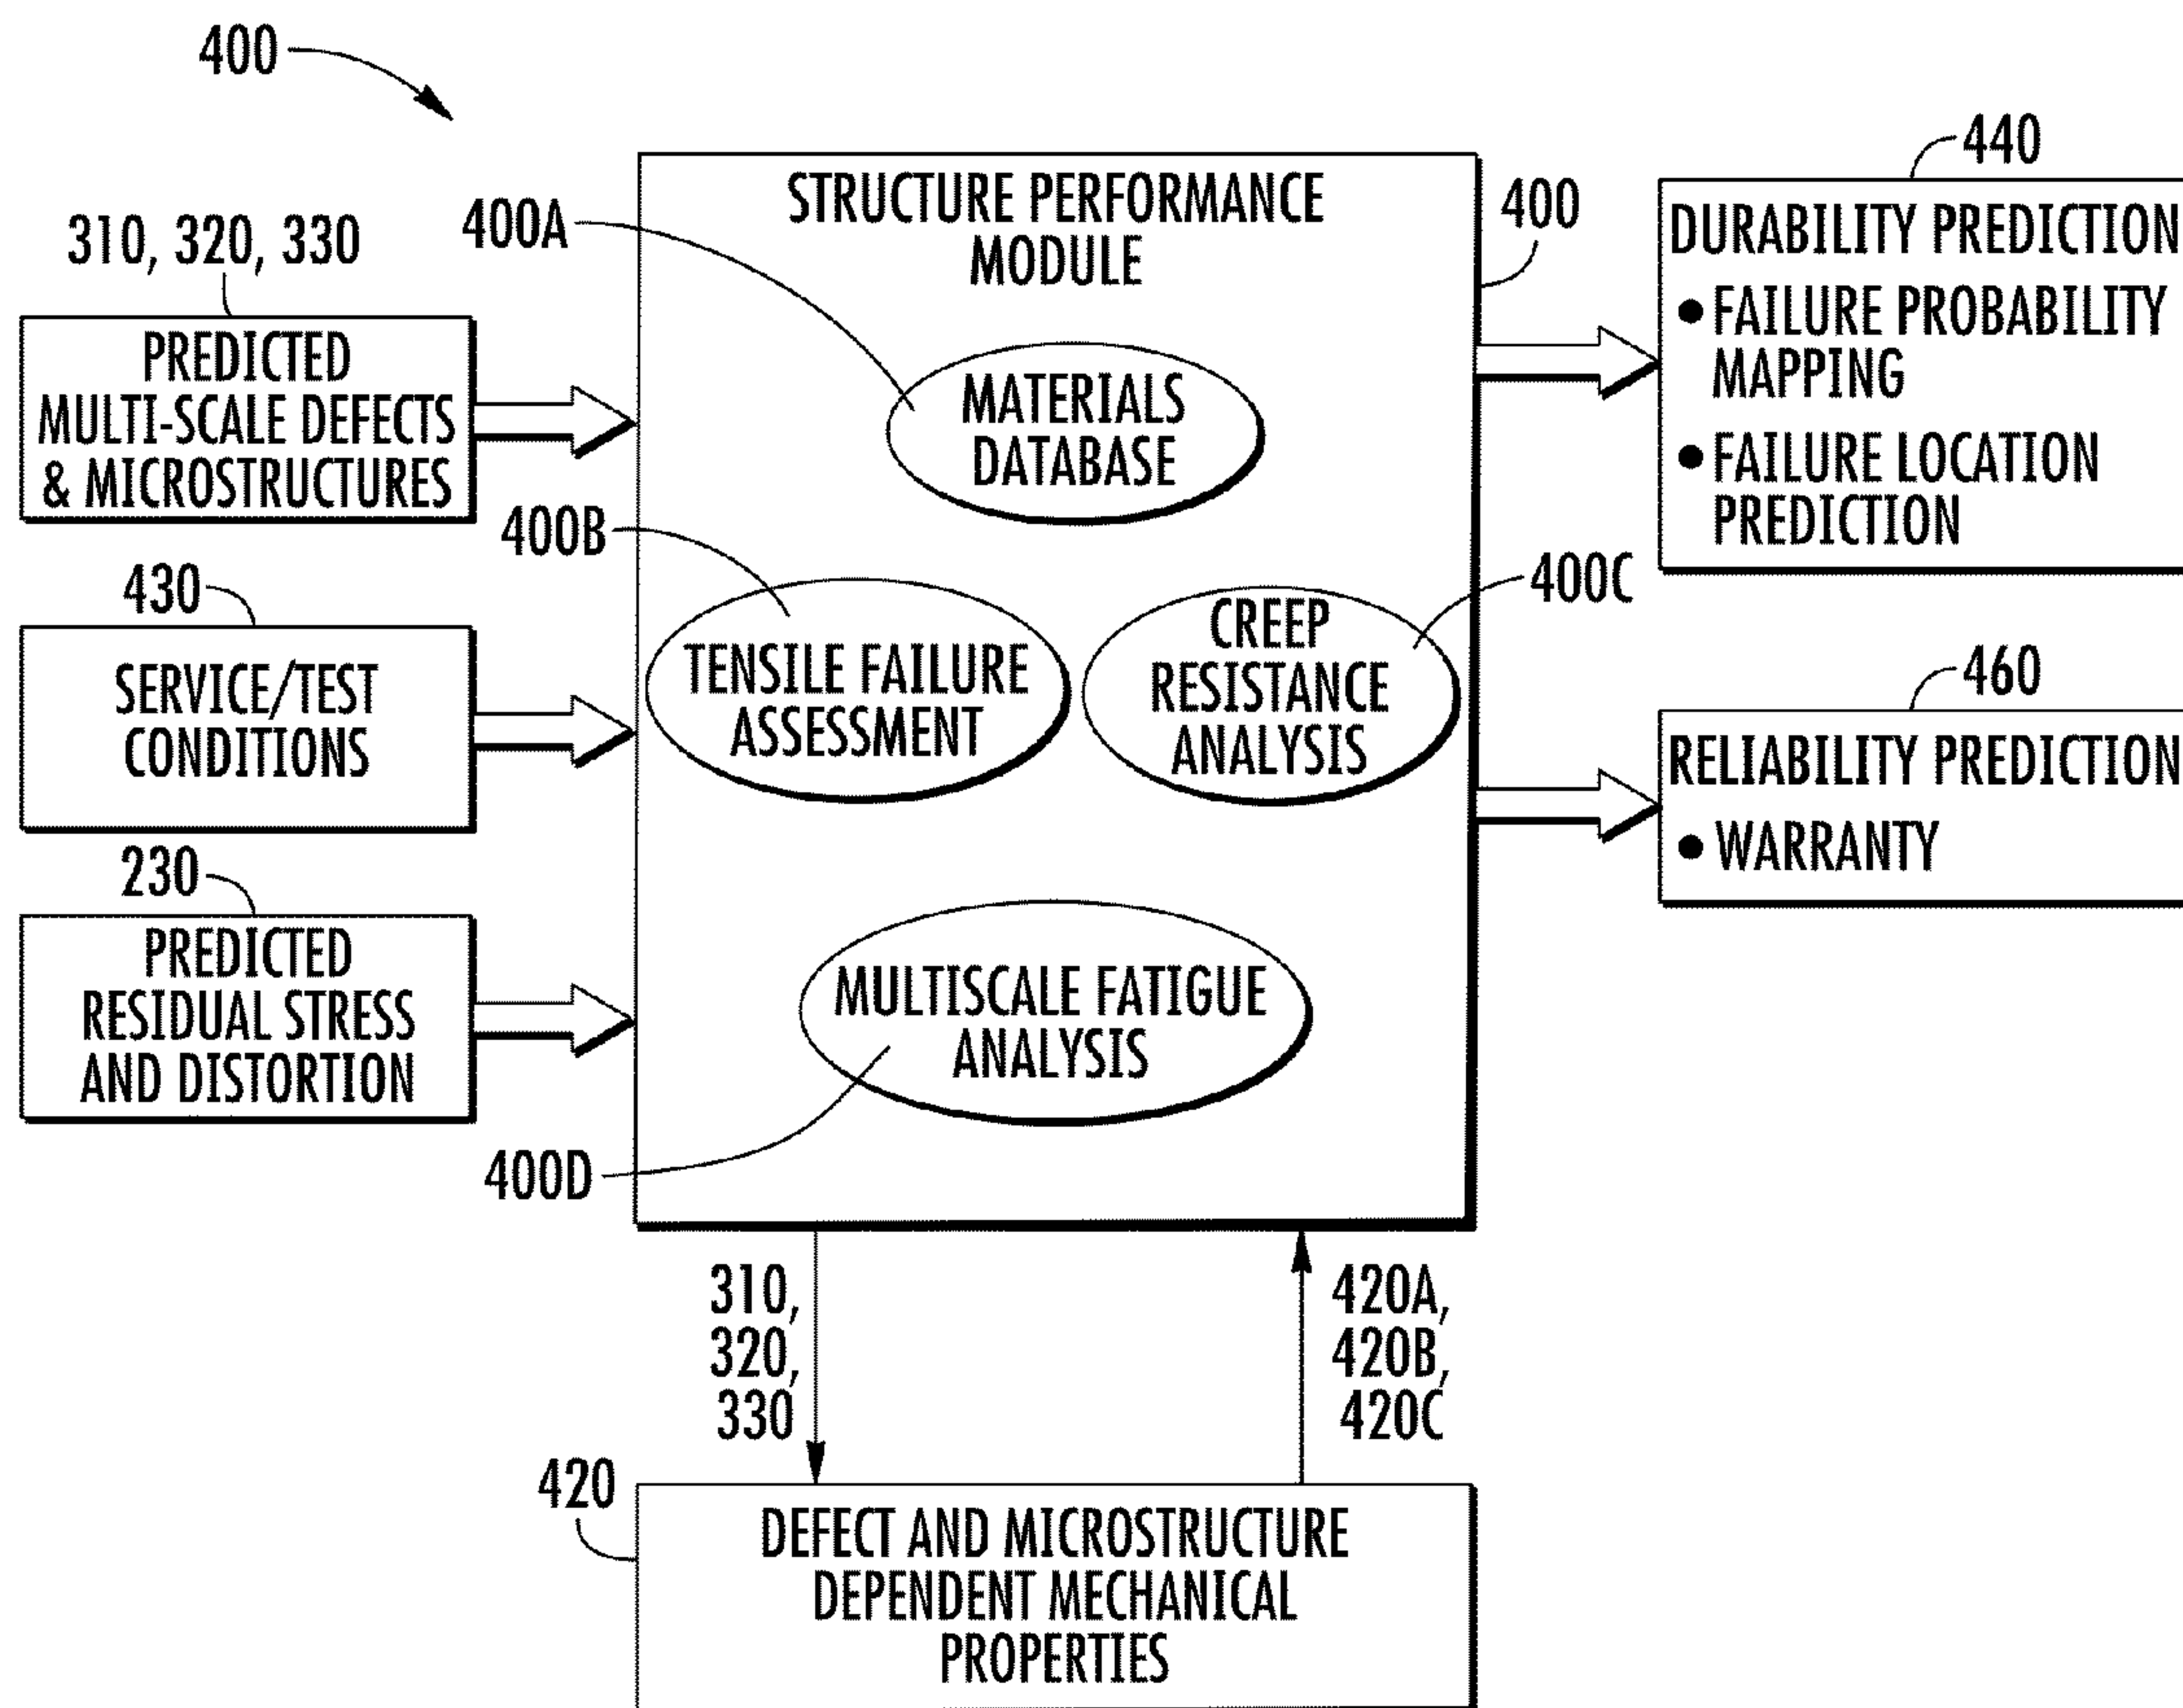 400
310, 320, 330
PREDICTED
MULTI-SCALE DEFECTS
& MICROSTRUCTURES
430
SERVICE/TEST
CONDITIONS
230
PREDICTED
RESIDUAL STRESS
AND DISTORTION
STRUCTURE PERFORMANCE
MODULE
400
400A
MATERIALS
DATABASE
400B
TENSILE FAILURE
ASSESSMENT
400C
CREEP
RESISTANCE
ANALYSIS
400D
MULTISCALE FATIGUE
ANALYSIS
440
DURABILITY PREDICTION
● FAILURE PROBABILITY
MAPPING
● FAILURE LOCATION
PREDICTION
460
RELIABILITY PREDICTION
● WARRANTY
310,
320,
330
420A,
420B,
420C
420
DEFECT AND MICROSTRUCTURE
DEPENDENT MECHANICAL
PROPERTIES